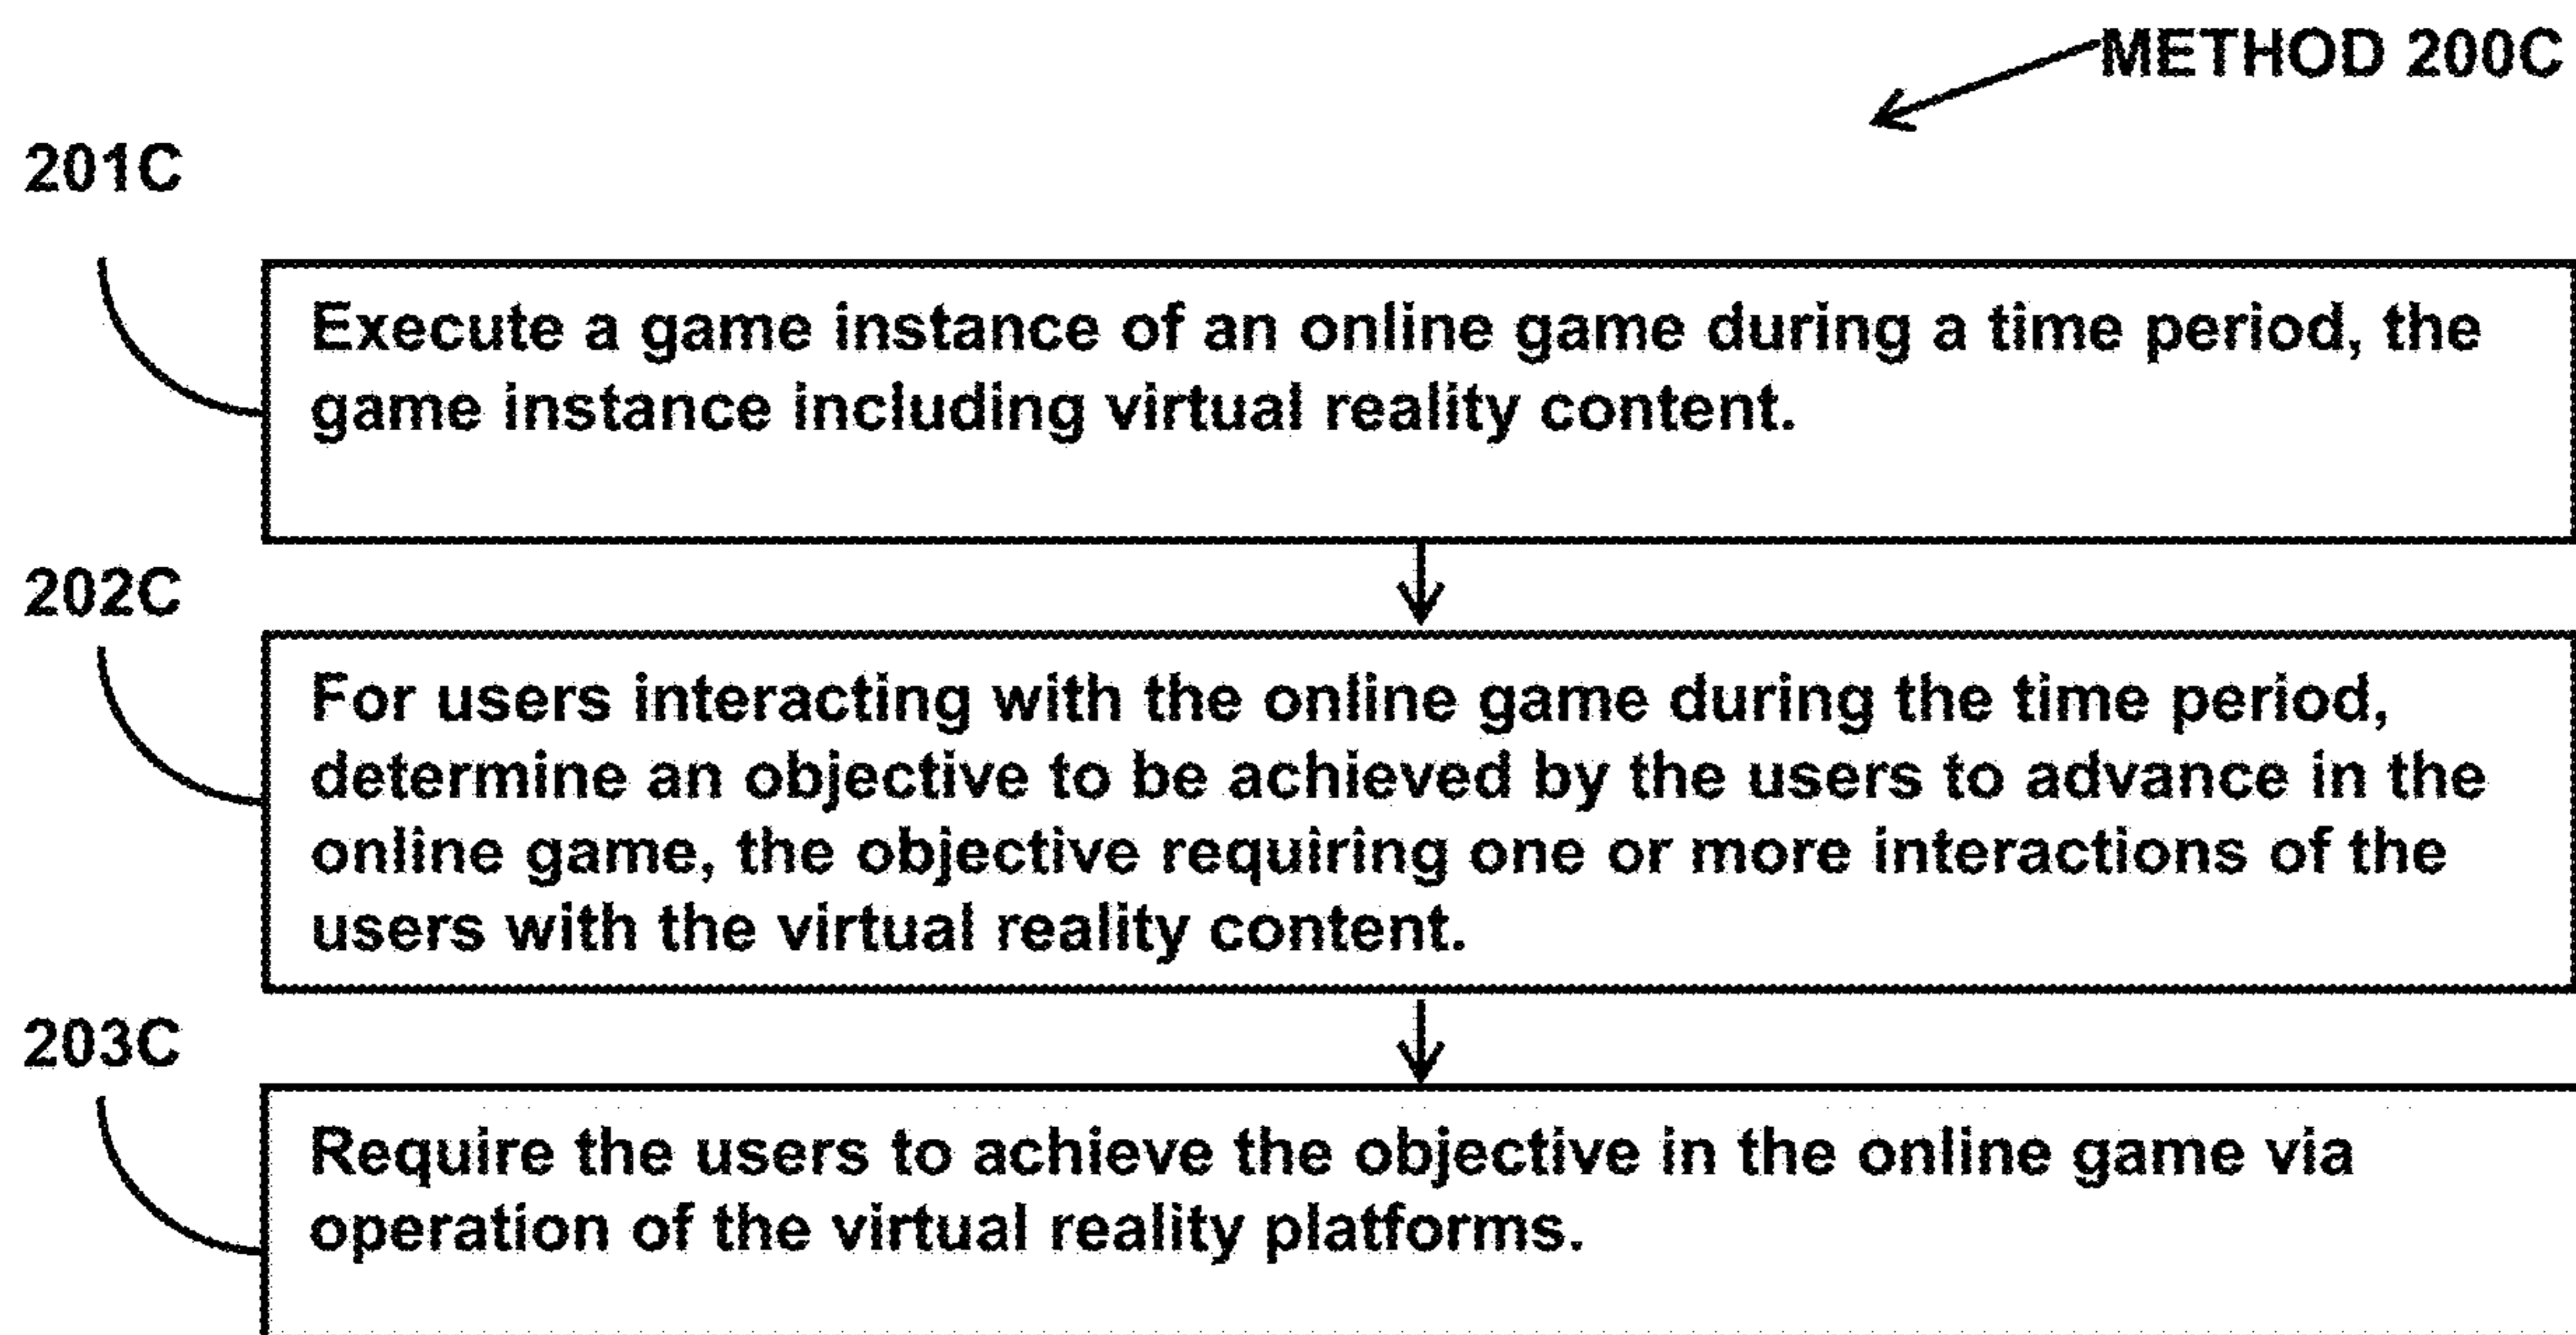 METHOD 200C
201C
Execute a game instance of an online game during a time period, the
game instance including virtual reality content.
202C
For users interacting with the online game during the time period,
determine an objective to be achieved by the users to advance in the
online game, the objective requiring one or more interactions of the
users with the virtual reality content.
203C
Require the users to achieve the objective in the online game via
operation of the virtual reality platforms.